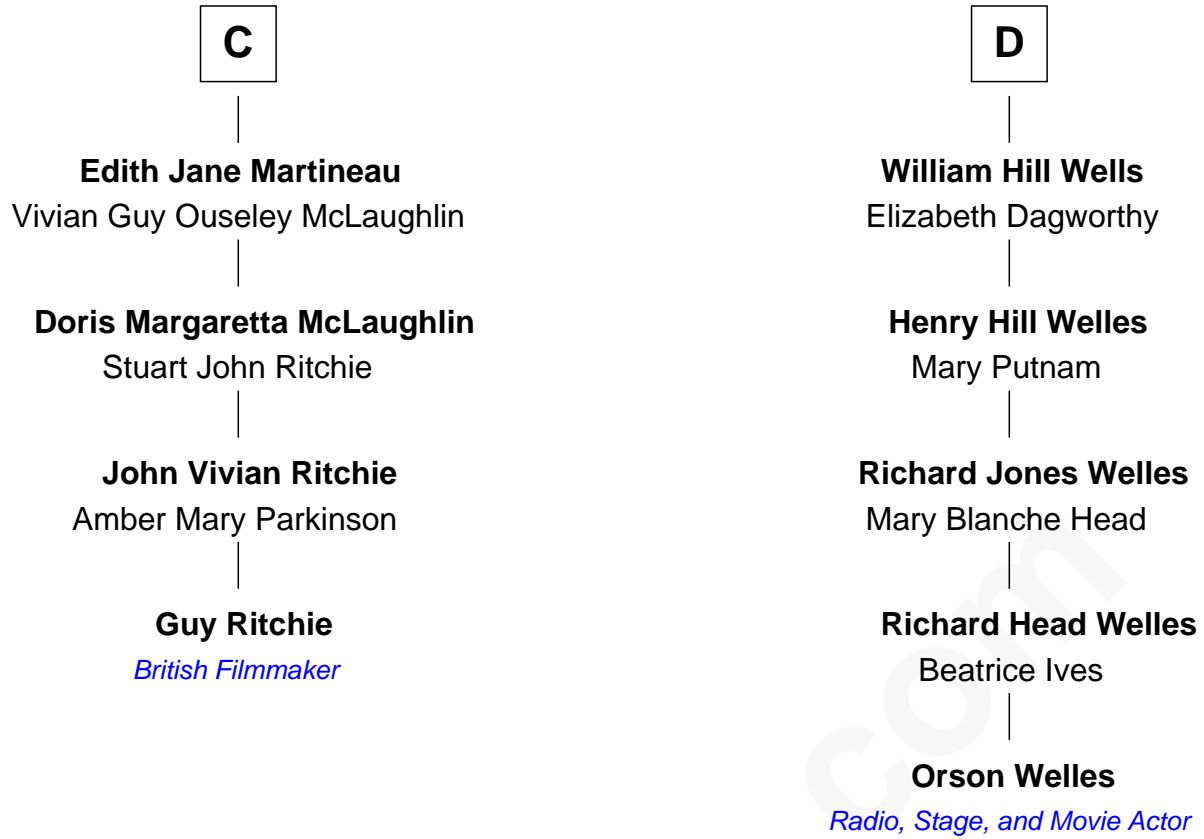 C
Edith Jane Martineau
Vivian Guy Ouseley McLaughlin
Doris Margaretta McLaughlin
Stuart John Ritchie
John Vivian Ritchie
Amber Mary Parkinson
Guy Ritchie
British Filmmaker
D
William Hill Wells
Elizabeth Dagworthy
Henry Hill Welles
Mary Putnam
Richard Jones Welles
Mary Blanche Head
Richard Head Welles
Beatrice Ives
Orson Welles
Radio, Stage, and Movie Actor
com